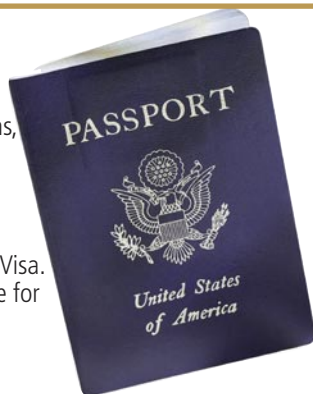 ns,
PASSPORT
Visa.
e for
United States
of America